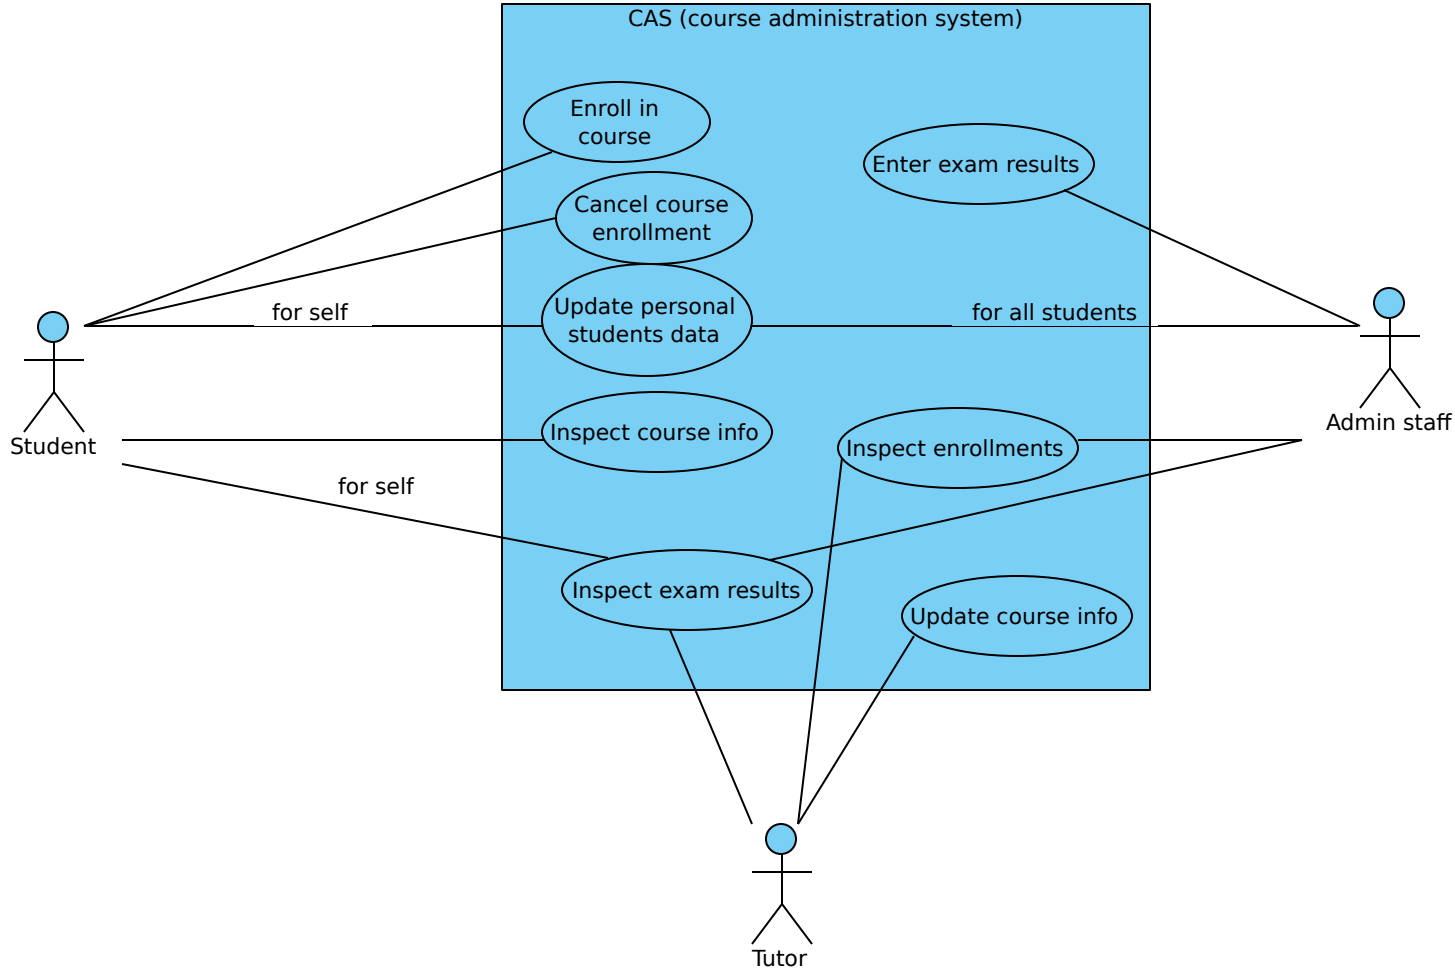 CAS (course administration system)
Enroll in
course
Enter exam results
Cancel course
enrollment
for self
Update personal
students data
for all students
Student
Admin staff
Inspect course info
Inspect enrollments
for self
Inspect exam results
Update course info
Tutor